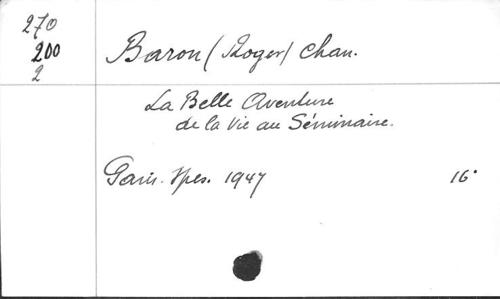 270
200
2
Baron (Roger) Chan.
La Belle Aventure
de la Vie au Séminaire.
Paris. Spes. 1947 16°